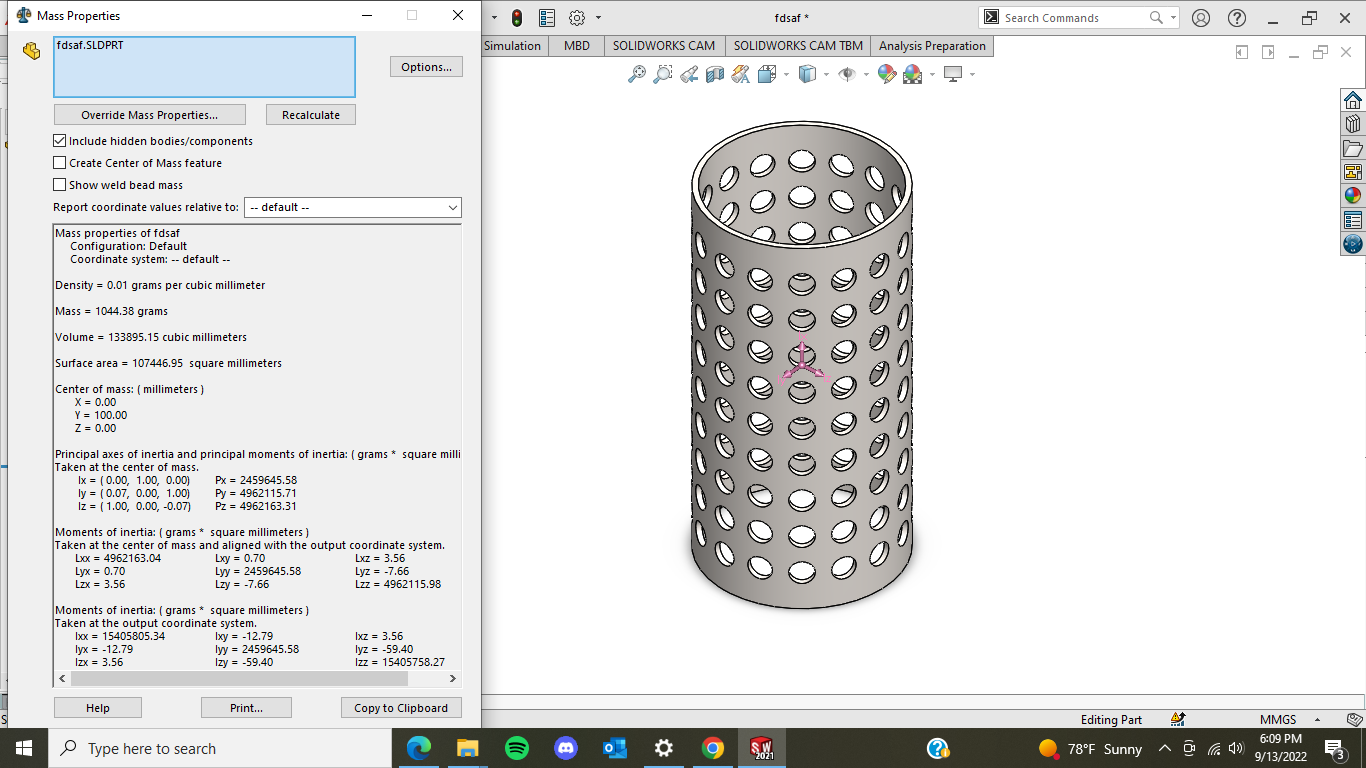 Mass Properties
fdsaf.SLDPRT
Options...
Override Mass Properties...
Recalculate
Include hidden bodies/components
Create Center of Mass feature
Show weld bead mass
Report coordinate values relative to:
-- default --
Mass properties of fdsaf
Configuration: Default
Coordinate system: -- default --
Density = 0.01 grams per cubic millimeter
Mass = 1044.38 grams
Volume = 133895.15 cubic millimeters
Surface area = 107446.95 square millimeters
Center of mass: ( millimeters )
X = 0.00
Y = 100.00
Z = 0.00
Principal axes of inertia and principal moments of inertia: ( grams * square milli
Taken at the center of mass.
Ix = ( 0.00, 1.00, 0.00) Px = 2459645.58
Iy = ( 0.07, 0.00, 1.00) Py = 4962115.71
Iz = ( 1.00, 0.00, -0.07) Pz = 4962163.31
Moments of inertia: ( grams * square millimeters )
Taken at the center of mass and aligned with the output coordinate system.
Lxx = 4962163.04 Lxy = 0.70 Lxz = 3.56
Lyx = 0.70 Lyy = 2459645.58 Lyz = -7.66
Lzx = 3.56 Lzy = -7.66 Lzz = 4962115.98
Moments of inertia: ( grams * square millimeters )
Taken at the output coordinate system.
Ixx = 15405805.34 Ixy = -12.79 Ixz = 3.56
Iyx = -12.79 Iyy = 2459645.58 Iyz = -59.40
Izx = 3.56 Izy = -59.40 Izz = 15405758.27
Help
Print...
Copy to Clipboard
fdsaf *
Search Commands
Simulation
MBD
SOLIDWORKS CAM
SOLIDWORKS CAM TBM
Analysis Preparation
Editing Part
MMGS
Type here to search
SW
2021
78°F Sunny
6:09 PM
9/13/2022
3